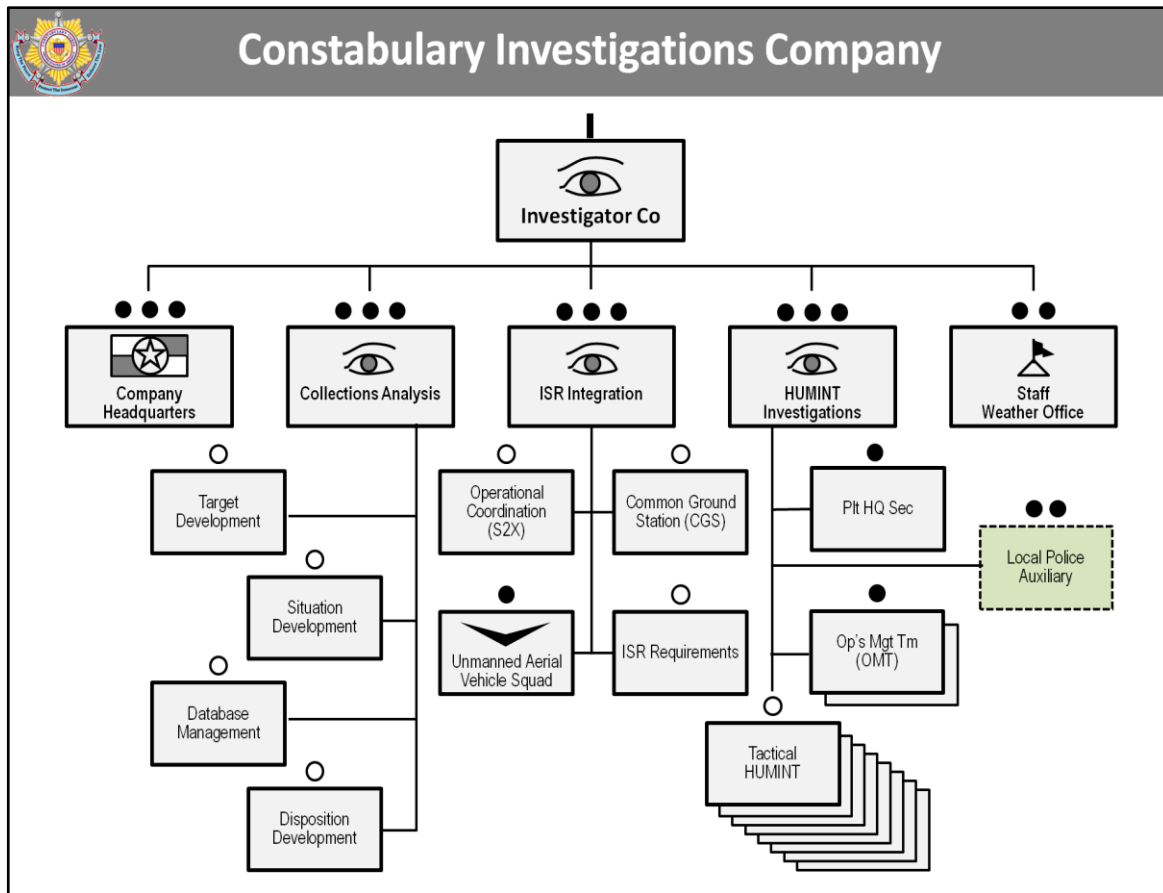 Constabulary Investigations Company
Investigator Co
Company
Headquarters
Collections Analysis
ISR Integration
HUMINT
Investigations
Staff
Weather Office
Target
Development
Situation
Development
Database
Management
Disposition
Development
Operational
Coordination
(S2X)
Common Ground
Station (CGS)
Unmanned Aerial
Vehicle Squad
ISR Requirements
Plt HQ Sec
Local Police
Auxiliary
Op's Mgt Tm
(OMT)
Tactical
HUMINT